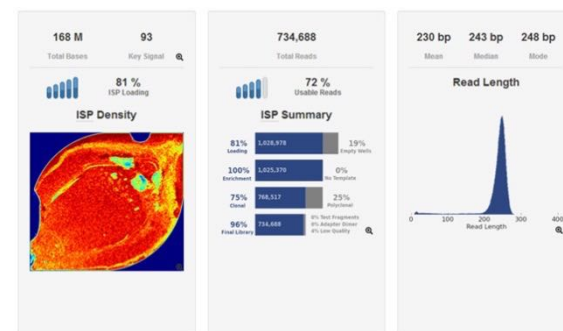 168 M
Total Bases
93
Key Signal
81 %
ISP Loading
ISP Density
734,688
Total Reads
72 %
Usable Reads
ISP Summary
81%
Loading
1,028,978
19%
Empty Wells
100%
Enrichment
1,025,370
0%
No Template
75%
Clonal
768,517
25%
Polyclonal
96%
Final Library
734,688
0% Test Fragments
0% Adapter Dimer
4% Low Quality
230 bp
Mean
243 bp
Median
248 bp
Mode
Read Length
0 100 200 300 400
Read Length